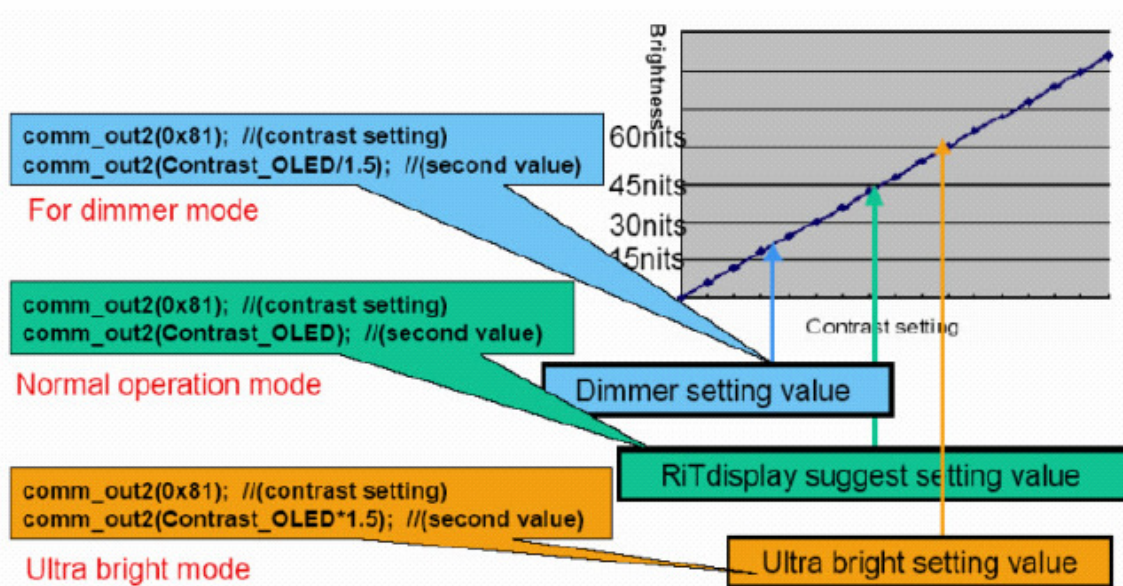 Brightness
comm_out2(0x81); //(contrast setting)
comm_out2(Contrast_OLED/1.5); //(second value)
For dimmer mode
60nits
45nits
30nits
15nits
Contrast setting
comm_out2(0x81); //(contrast setting)
comm_out2(Contrast_OLED); //(second value)
Normal operation mode
Dimmer setting value
RiTdisplay suggest setting value
comm_out2(0x81); //(contrast setting)
comm_out2(Contrast_OLED*1.5); //(second value)
Ultra bright mode
Ultra bright setting value